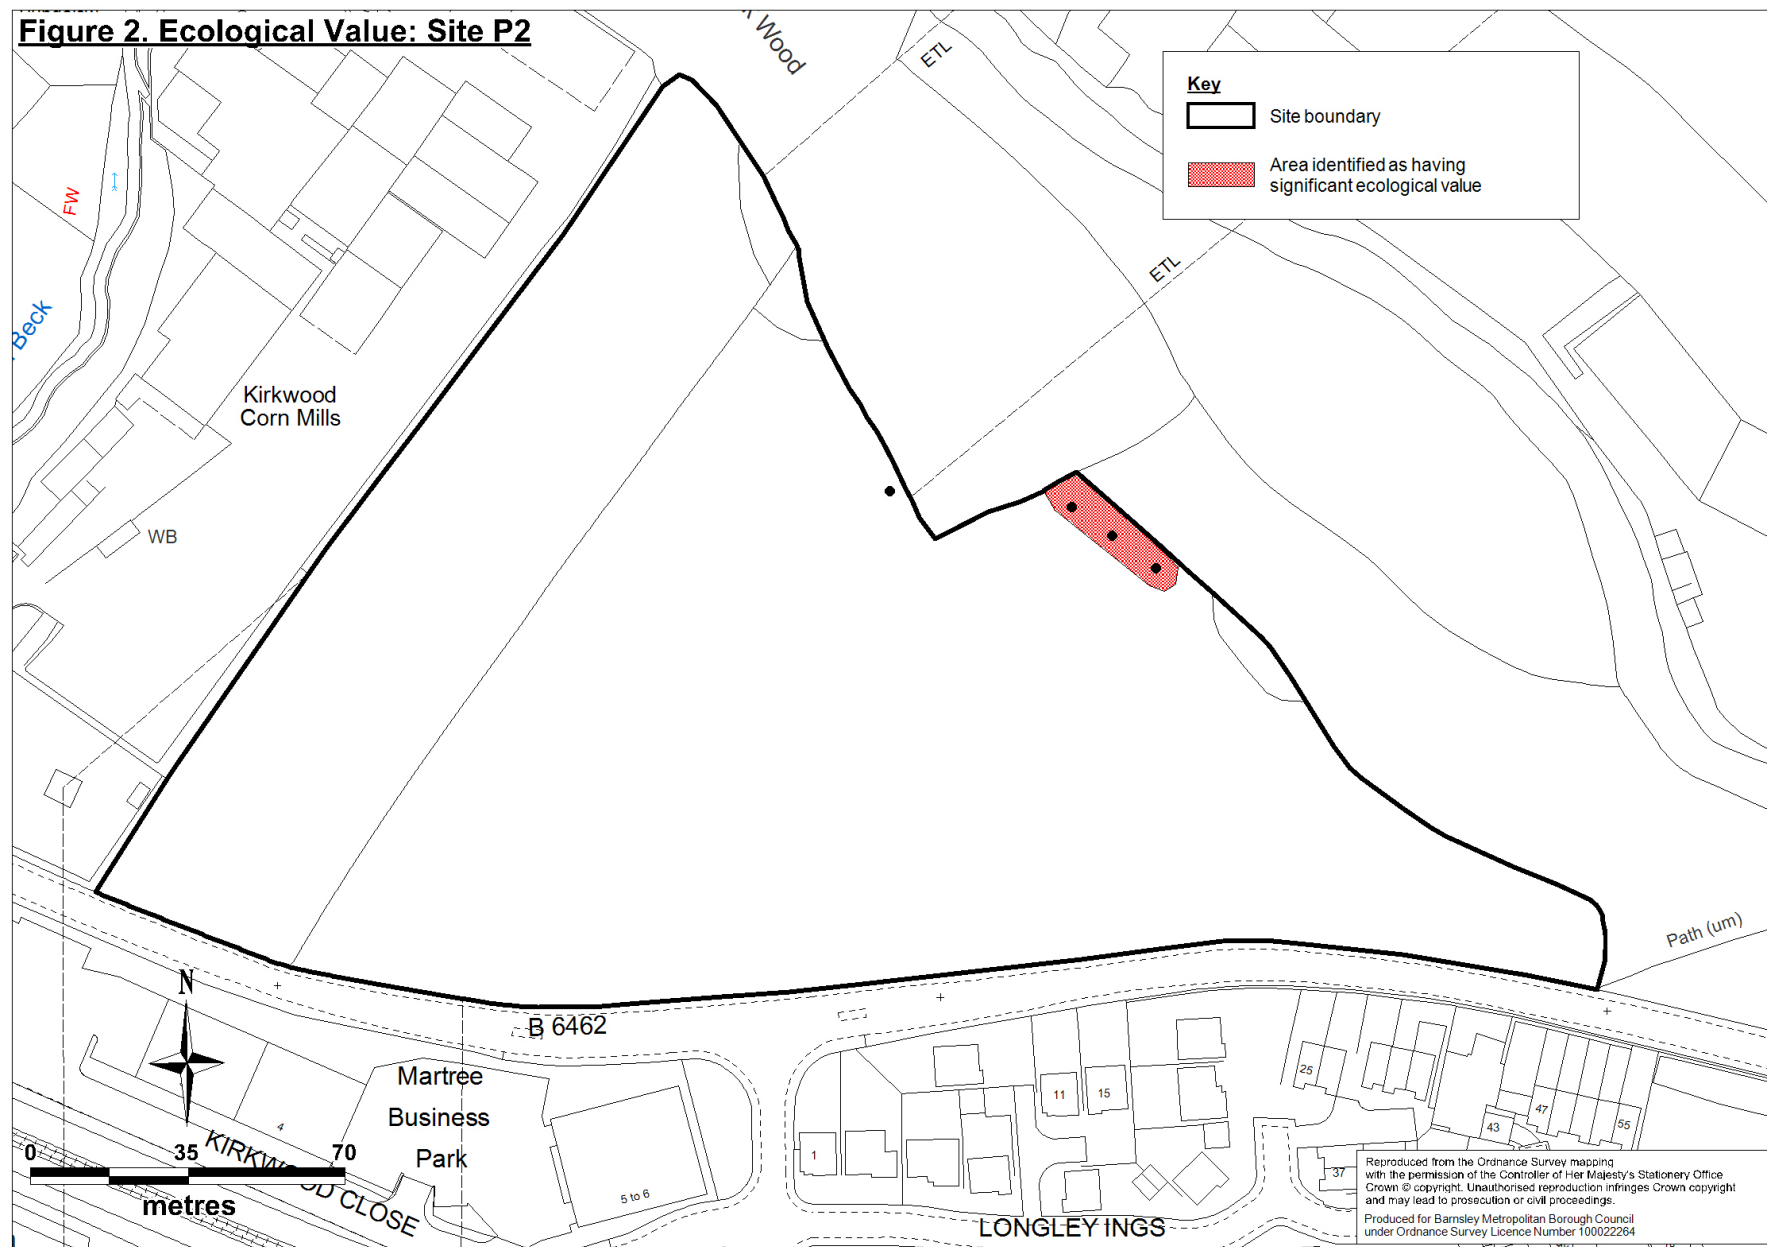 Figure 2. Ecological Value: Site P2
Wood
ETL
Key
Site boundary
Area identified as having
significant ecological value
FW
ETL
Beck
Kirkwood
Corn Mills
WB
Path (um)
N
B 6462
Martree
Business
Park
4
5 to 6
1
11
15
25
37
43
47
55
0 35 70
metres
KIRKWOOD CLOSE
LONGLEY INGS
Reproduced from the Ordnance Survey mapping
with the permission of the Controller of Her Majesty's Stationery Office
Crown © copyright. Unauthorised reproduction infringes Crown copyright
and may lead to prosecution or civil proceedings.
Produced for Barnsley Metropolitan Borough Council
under Ordnance Survey Licence Number 100022264